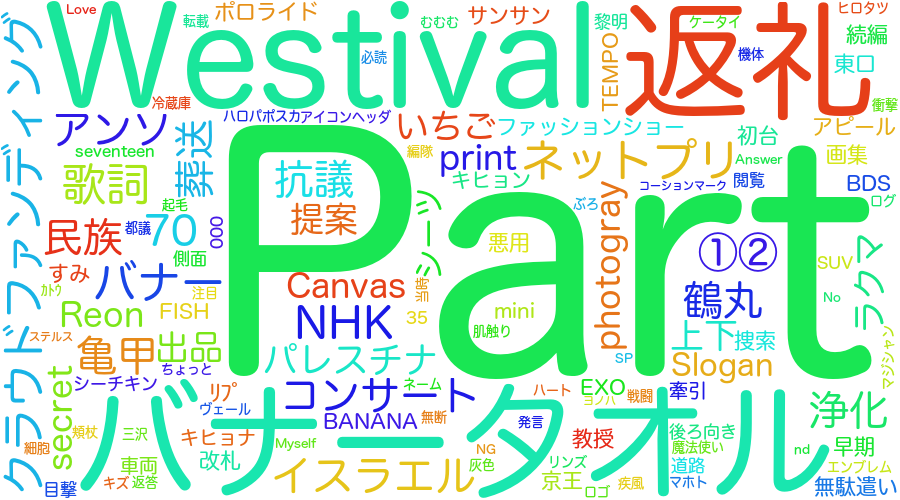 Love
転載
ポロライド
むむむ
サンサン
黎明
ケータイ
ヒロタツ
Westival
必読
返礼
機体
続編
東口
TEMPO
衝撃
冷蔵庫
ハロパポスカアイコンヘッダ
アンソ
いちご
ファッションショー
初台
アピール
seventeen
葬送
編隊
print
ネットプリ
Answer
画集
歌詞
抗議
キヒョン
閲覧
コーションマーク
BDS
ログ
起毛
提案
ぶろ
photogray
民族
都議
70
000
シーツ
悪用
①②
側面
すみ
バナー
注目
Canvas
当時
SUV
ラクマ
カトウ
Reon
FISH
NHK
35
mini
鶴丸
No
Part
肌触り
上下
捜索
ステルス
亀甲
出品
ちょっと
パレスチナ
SP
Slogan
マジシャン
クラウドファンディング
secret
シーチキン
リプ
コンサート
ネーム
ハート
EXO
牽引
ヴェール
BANANA
無断
発言
ヨノハ
戦闘
浄化
バナータオル
頬杖
三沢
キヒョナ
Myself
NG
教授
後ろ向き
魔法使い
nd
早期
細胞
車両
改札
イスラエル
灰色
リンズ
道路
エンブレム
目撃
キズ
返答
京王
ロゴ
疾風
マホト
無駄遣い